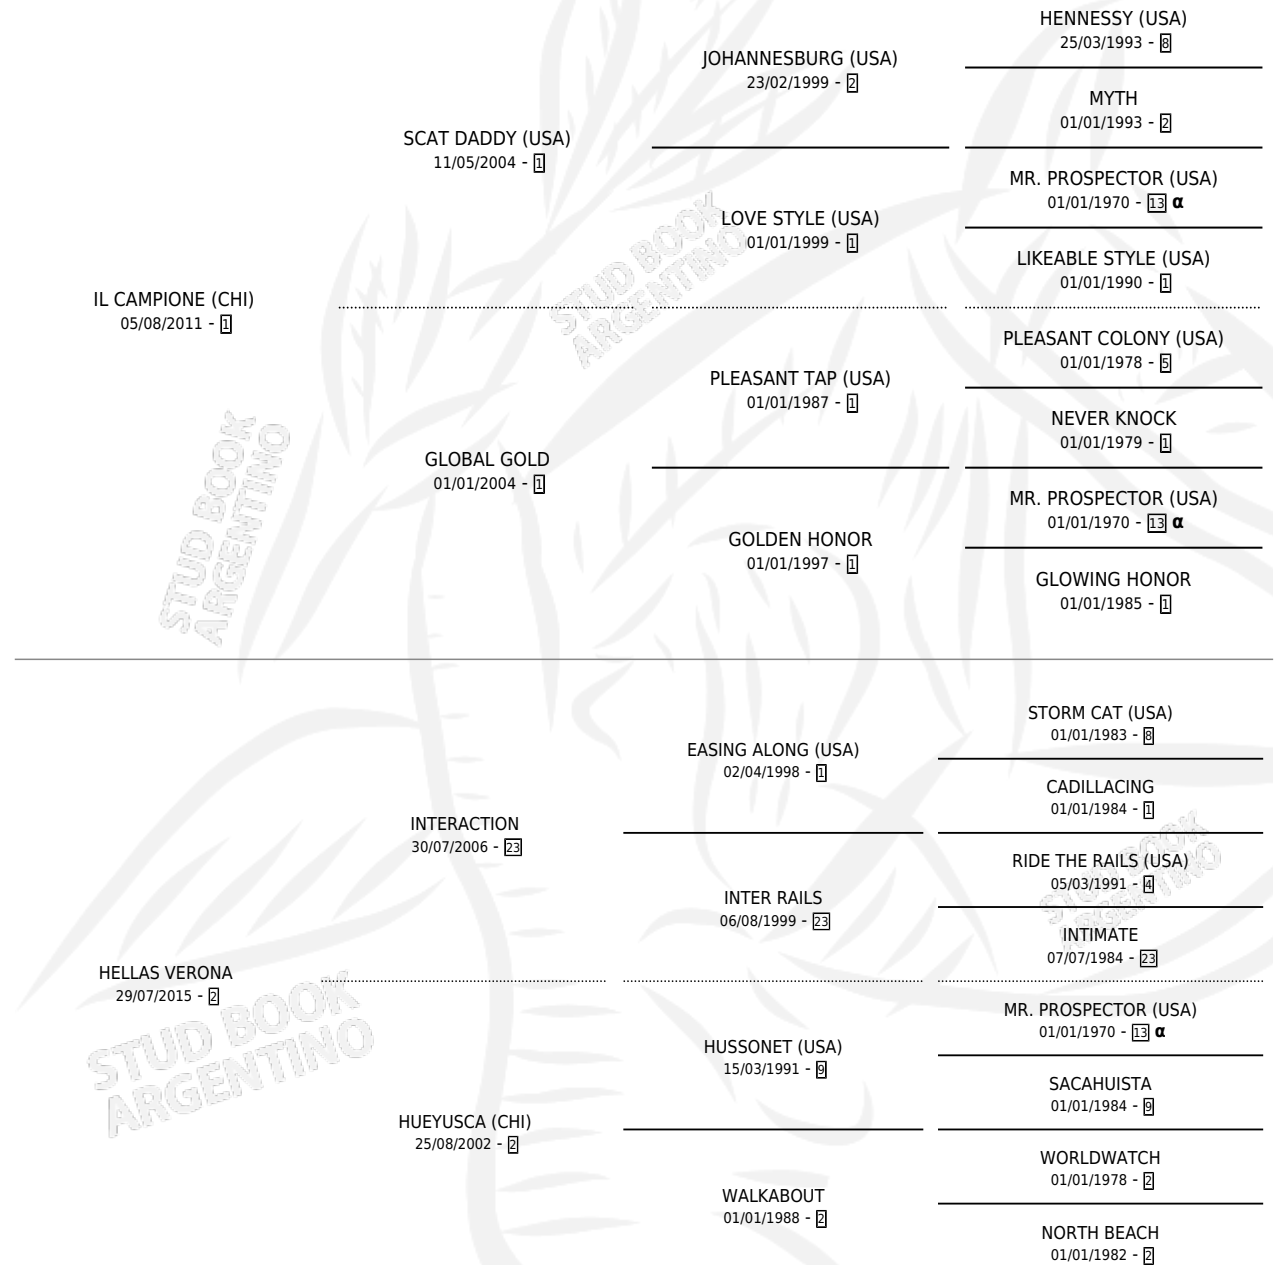 HENNESSY (USA)
25/03/1993 - 8
JOHANNESBURG (USA)
23/02/1999 - 2
MYTH
01/01/1993 - 2
SCAT DADDY (USA)
11/05/2004 - 1
MR. PROSPECTOR (USA)
01/01/1970 - 13 α
LOVE STYLE (USA)
01/01/1999 - 1
LIKEABLE STYLE (USA)
01/01/1990 - 1
STUD BOOK
ARGENTINO
IL CAMPIONE (CHI)
05/08/2011 - 1
PLEASANT COLONY (USA)
01/01/1978 - 5
PLEASANT TAP (USA)
01/01/1987 - 1
NEVER KNOCK
01/01/1979 - 1
GLOBAL GOLD
01/01/2004 - 1
MR. PROSPECTOR (USA)
01/01/1970 - 13 α
GOLDEN HONOR
01/01/1997 - 1
GLOWING HONOR
01/01/1985 - 1
STUD BOOK
ARGENTINO
STORM CAT (USA)
01/01/1983 - 8
EASING ALONG (USA)
02/04/1998 - 1
CADILLACING
01/01/1984 - 1
INTERACTION
30/07/2006 - 23
RIDE THE RAILS (USA)
05/03/1991 - 4
INTER RAILS
06/08/1999 - 23
INTIMATE
07/07/1984 - 23
STUD BOOK
ARGENTINO
HELLAS VERONA
29/07/2015 - 2
MR. PROSPECTOR (USA)
01/01/1970 - 13 α
HUSSONET (USA)
15/03/1991 - 9
SACAHUISTA
01/01/1984 - 9
STUD BOOK
ARGENTINO
HUEYUSCA (CHI)
25/08/2002 - 2
WORLDWATCH
01/01/1978 - 2
WALKABOUT
01/01/1988 - 2
NORTH BEACH
01/01/1982 - 2